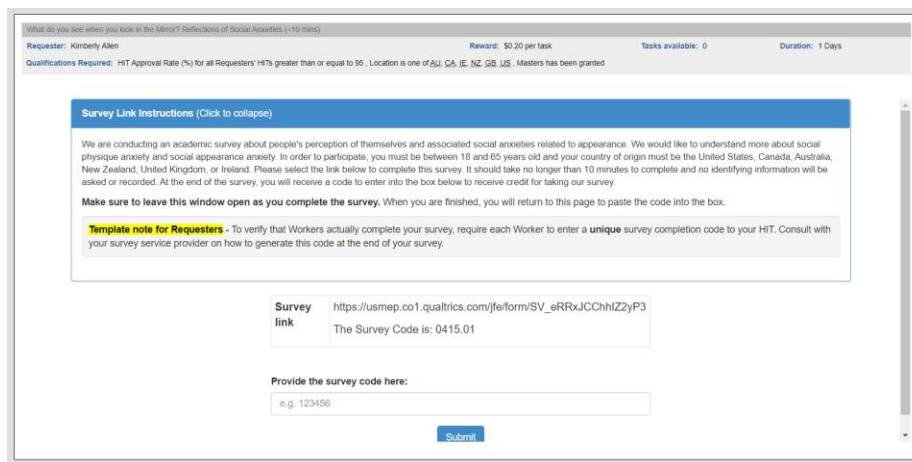 What do you see when you look in the Mirror? Reflections of Social Anxieties (<10 mins)
Requester: Kimberly Allen Reward: $0.20 per task Tasks available: 0 Duration: 1 Days
Qualifications Required: HIT Approval Rate (%) for all Requesters' HITs greater than or equal to 95 , Location is one of AU, CA, IE, NZ, GB, US , Masters has been granted
Survey Link Instructions (Click to collapse)
We are conducting an academic survey about people's perception of themselves and associated social anxieties related to appearance. We would like to understand more about social
physique anxiety and social appearance anxiety. In order to participate, you must be between 18 and 65 years old and your country of origin must be the United States, Canada, Australia,
New Zealand, United Kingdom, or Ireland. Please select the link below to complete this survey. It should take no longer than 10 minutes to complete and no identifying information will be
asked or recorded. At the end of the survey, you will receive a code to enter into the box below to receive credit for taking our survey.
Make sure to leave this window open as you complete the survey. When you are finished, you will return to this page to paste the code into the box.
Template note for Requesters - To verify that Workers actually complete your survey, require each Worker to enter a unique survey completion code to your HIT. Consult with
your survey service provider on how to generate this code at the end of your survey.
Survey link https://usmep.co1.qualtrics.com/jfe/form/SV_eRRxJCChhIZ2yP3
The Survey Code is: 0415.01
Provide the survey code here:
e.g. 123456
Submit